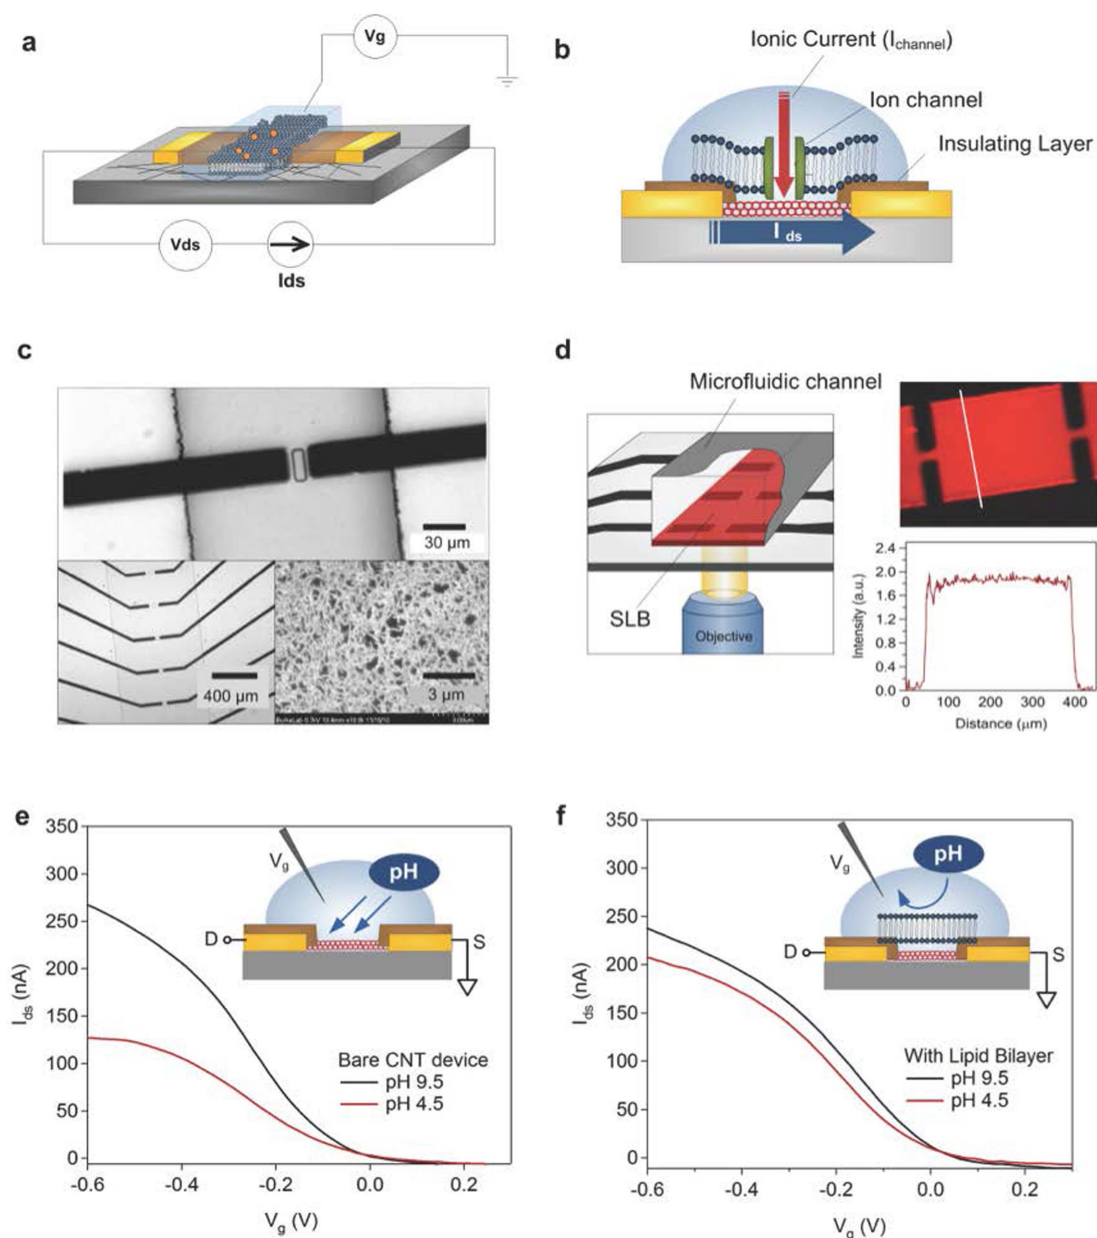 a
Vg
Vds
Ids
b
Ionic Current (Ichannel)
Ion channel
Insulating Layer
I ds
c
30 µm
400 µm
3 µm
d
Microfluidic channel
SLB
Objective
Intensity (a.u.)
2.4
2.0
1.6
1.2
0.8
0.4
0.0
0 100 200 300 400
Distance (µm)
e
Ids (nA)
350
300
250
200
150
100
50
0
-0.6 -0.4 -0.2 0.0 0.2
Vg (V)
Vg
pH
D
S
Bare CNT device
pH 9.5
pH 4.5
f
Ids (nA)
350
300
250
200
150
100
50
0
-0.6 -0.4 -0.2 0.0 0.2
Vg (V)
Vg
pH
D
S
With Lipid Bilayer
pH 9.5
pH 4.5